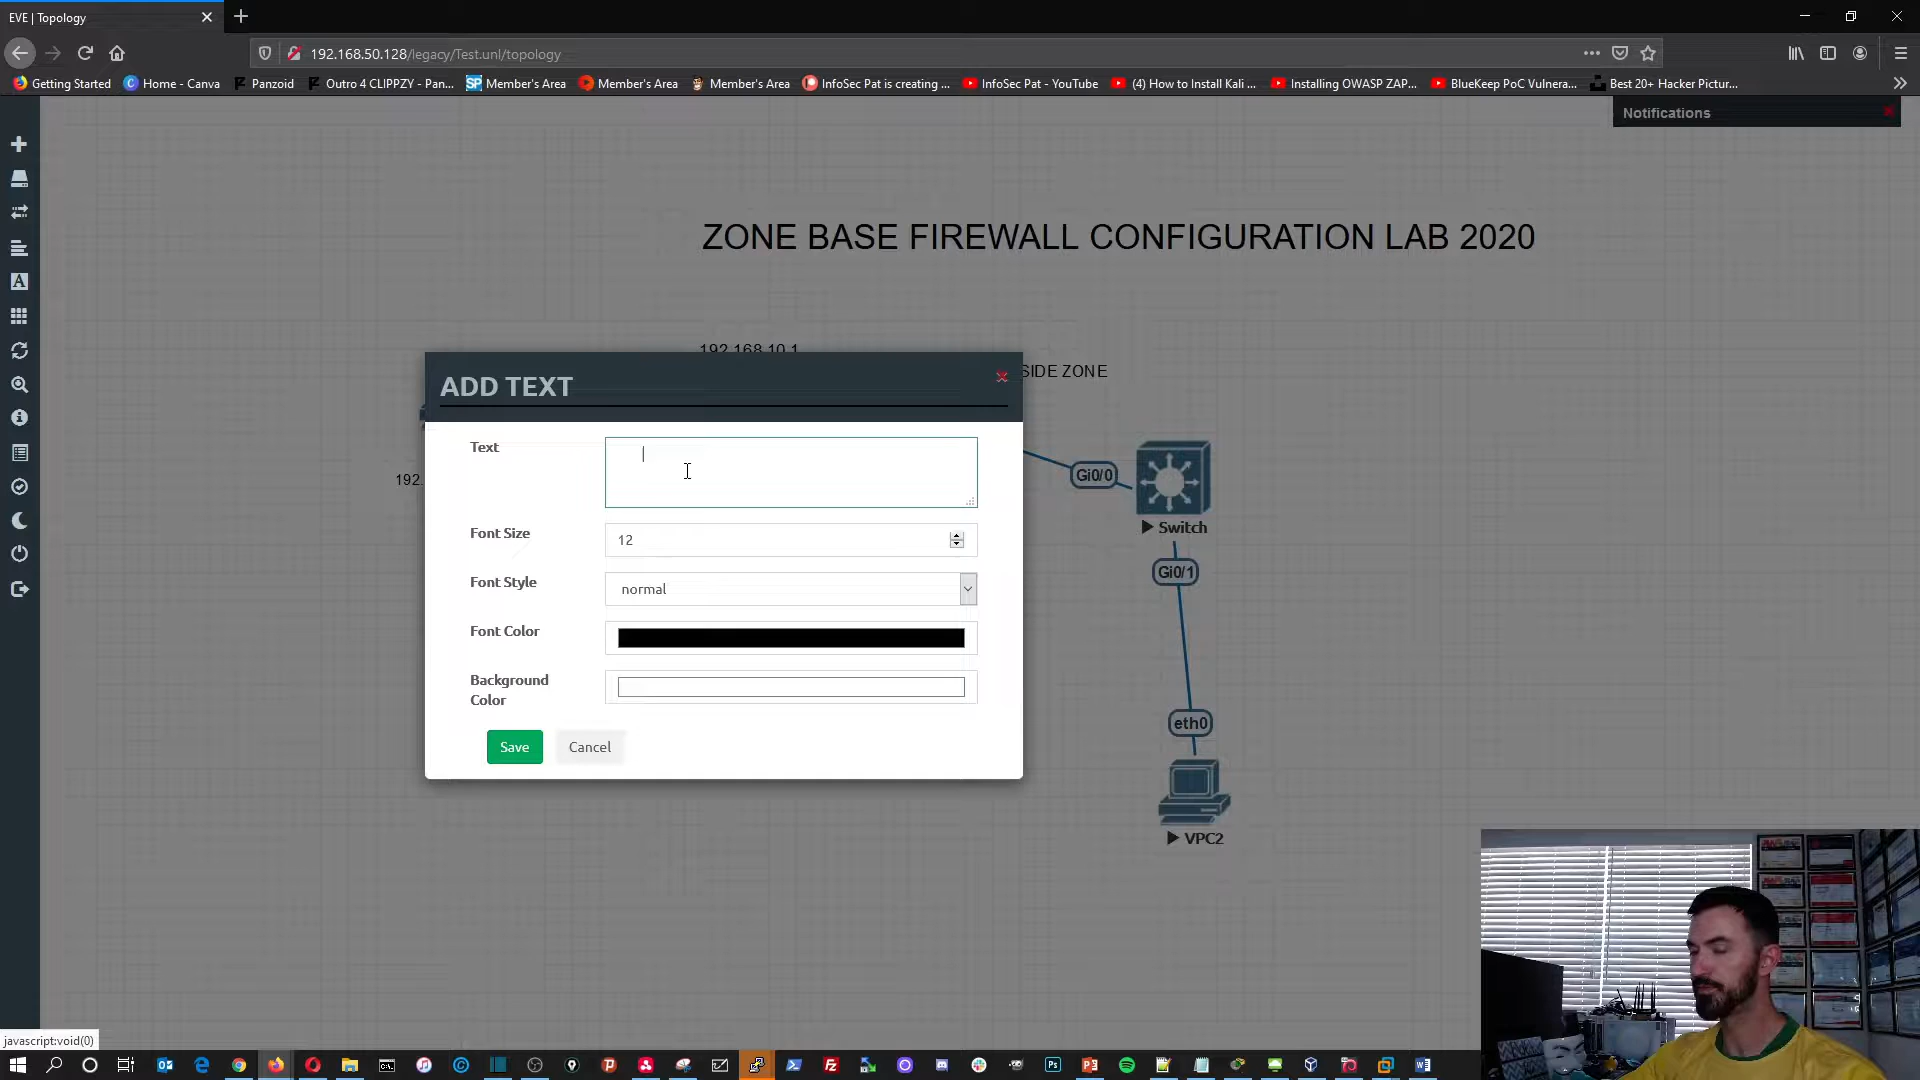 EVE | Topology
192.168.50.128/legacy/Test.unl/topology
Getting Started
Home - Canva
Panzoid
Outro 4 CLIPPZY - Pan...
Member's Area
Member's Area
Member's Area
InfoSec Pat is creating ...
InfoSec Pat - YouTube
(4) How to Install Kali ...
Installing OWASP ZAP...
BlueKeep PoC Vulnera...
Best 20+ Hacker Pictur...
Notifications
ZONE BASE FIREWALL CONFIGURATION LAB 2020
192.168.10.1
SIDE ZONE
ADD TEXT
Text
192.
Gi0/0
Switch
Font Size
12
Gi0/1
Font Style
normal
Font Color
Background
Color
eth0
Save
Cancel
VPC2
javascript:void(0)